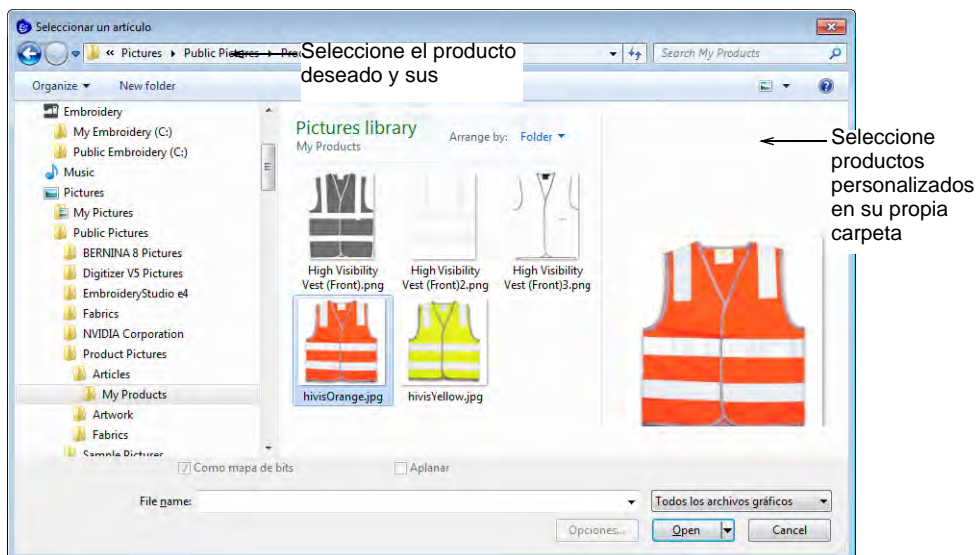 Seleccionar un artículo
« Pictures ▸ Public Pictures ▸
Seleccione el producto
deseado y sus
Search My Products
Organize ▼ New folder
Embroidery
My Embroidery (C:)
Public Embroidery (C:)
Music
Pictures
My Pictures
Public Pictures
BERNINA 8 Pictures
Digitizer V5 Pictures
EmbroideryStudio e4
Fabrics
NVIDIA Corporation
Product Pictures
Articles
My Products
Artwork
Fabrics
Sample Pictures
Pictures library
My Products
Arrange by: Folder ▼
High Visibility
Vest (Front).png
High Visibility
Vest (Front)2.png
High Visibility
Vest (Front)3.png
hivisOrange.jpg
hivisYellow.jpg
Seleccione
productos
personalizados
en su propia
carpeta
Como mapa de bits
Aplanar
File name:
Todos los archivos gráficos
Opciones...
Open
Cancel